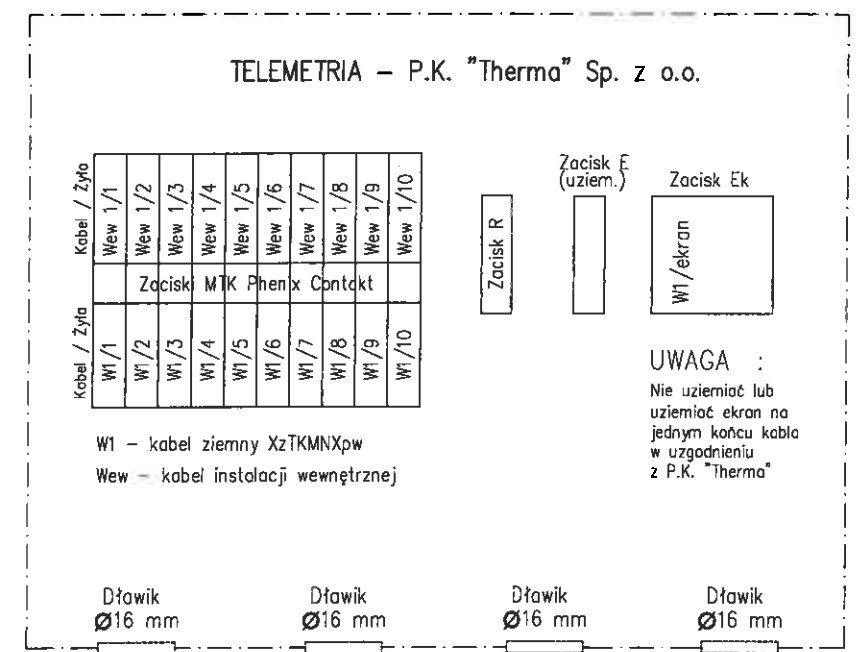 TELEMETRIA – P.K. "Therma" Sp. z o.o.
Kabel / Żyła
Wew 1/1
Wew 1/2
Wew 1/3
Wew 1/4
Wew 1/5
Wew 1/6
Wew 1/7
Wew 1/8
Wew 1/9
Wew 1/10
Zaciski MTK Phenix Contakt
Kabel / Żyła
W1/1
W1/2
W1/3
W1/4
W1/5
W1/6
W1/7
W1/8
W1/9
W1/10
W1 – kabel ziemny XzTKMNXpw
Wew – kabel instalacji wewnętrznej
Zacisk R
Zacisk E
(uziem.)
Zacisk Ek
W1/ekran
UWAGA :
Nie uziemiać lub
uziemiać ekran na
jednym końcu kabla
w uzgodnieniu
z P.K. "Therma"
Dławik
Ø16 mm
Dławik
Ø16 mm
Dławik
Ø16 mm
Dławik
Ø16 mm